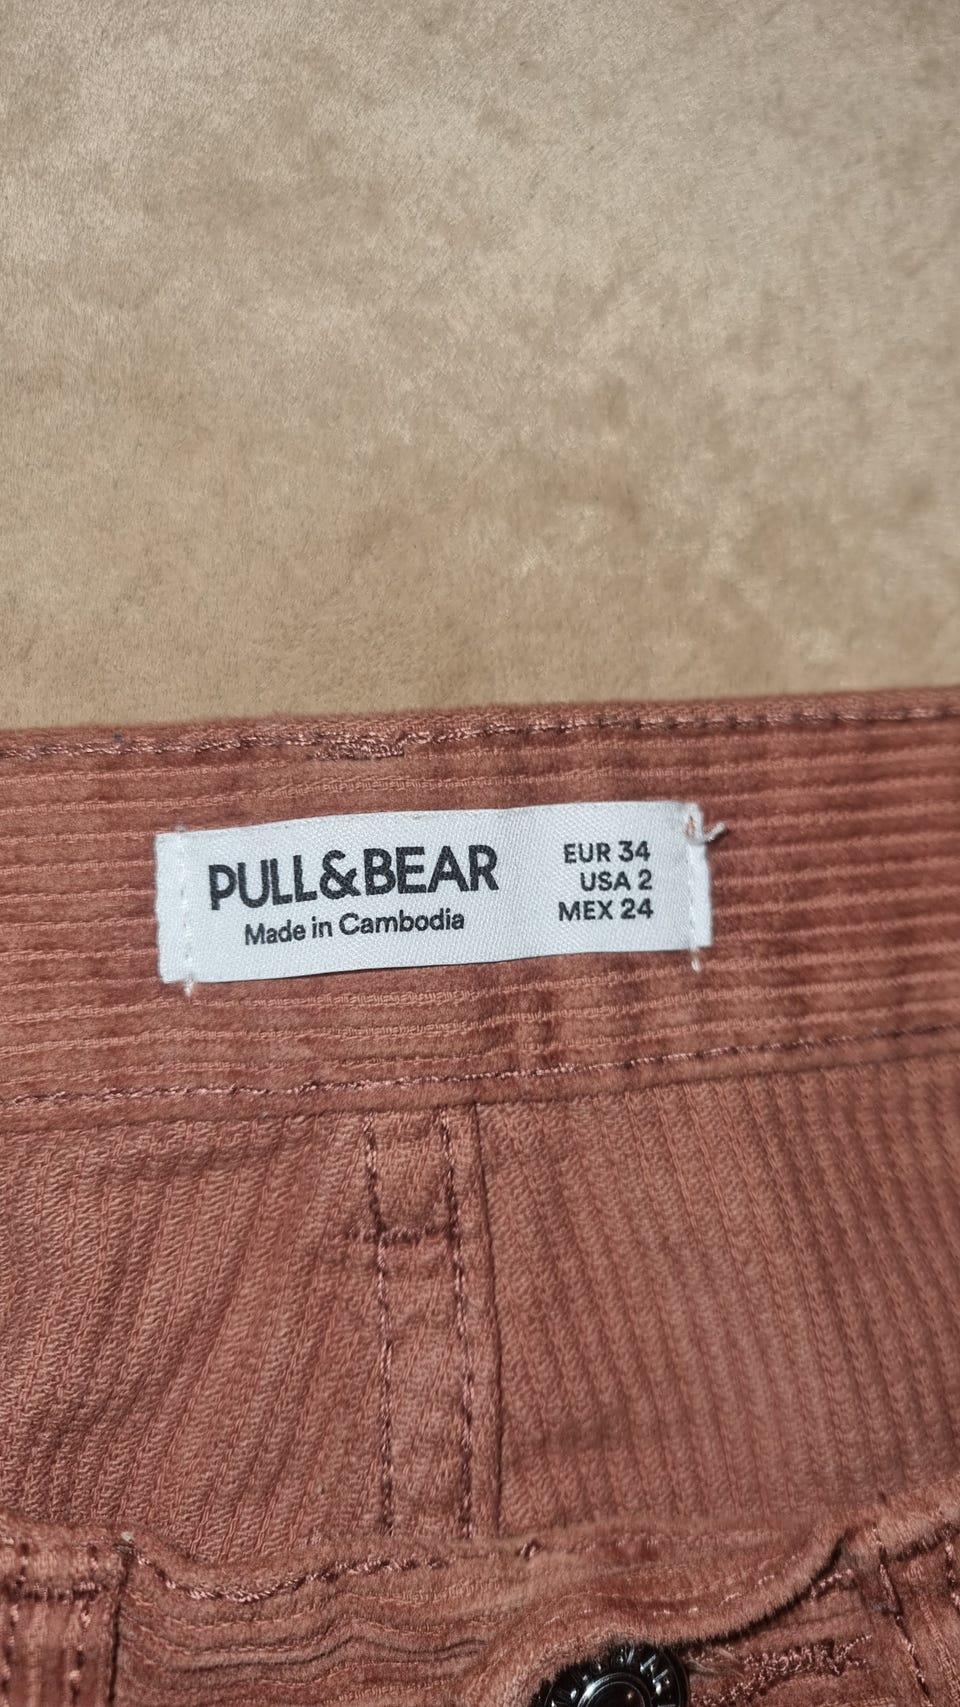 PULL&BEAR
Made in Cambodia
EUR 34
USA 2
MEX 24